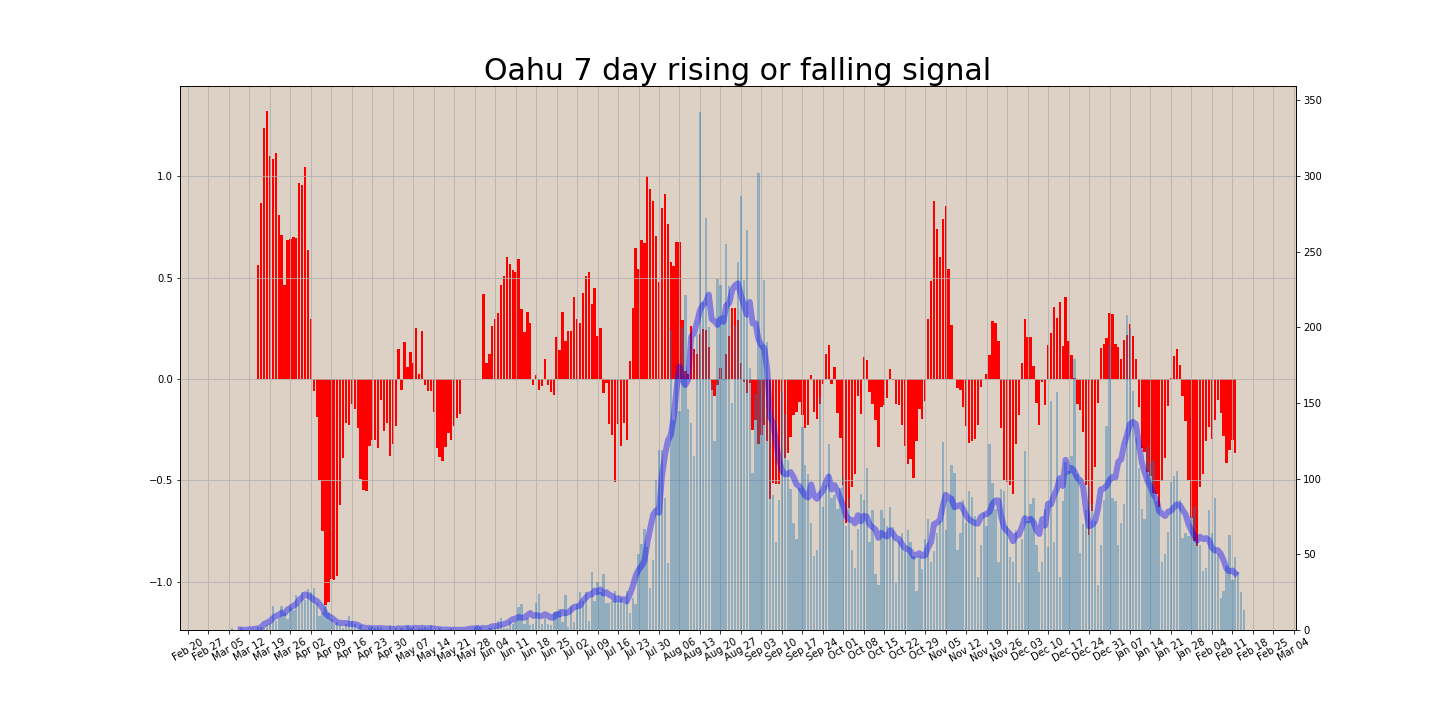 Oahu 7 day rising or falling signal
1.0
0.5
0.0
−0.5
−1.0
350
300
250
200
150
100
50
0
Feb 20
Feb 27
Mar 05
Mar 12
Mar 19
Mar 26
Apr 02
Apr 09
Apr 16
Apr 23
Apr 30
May 07
May 14
May 21
May 28
Jun 04
Jun 11
Jun 18
Jun 25
Jul 02
Jul 09
Jul 16
Jul 23
Jul 30
Aug 06
Aug 13
Aug 20
Aug 27
Sep 03
Sep 10
Sep 17
Sep 24
Oct 01
Oct 08
Oct 15
Oct 22
Oct 29
Nov 05
Nov 12
Nov 19
Nov 26
Dec 03
Dec 10
Dec 17
Dec 24
Dec 31
Jan 07
Jan 14
Jan 21
Jan 28
Feb 04
Feb 11
Feb 18
Feb 25
Mar 04